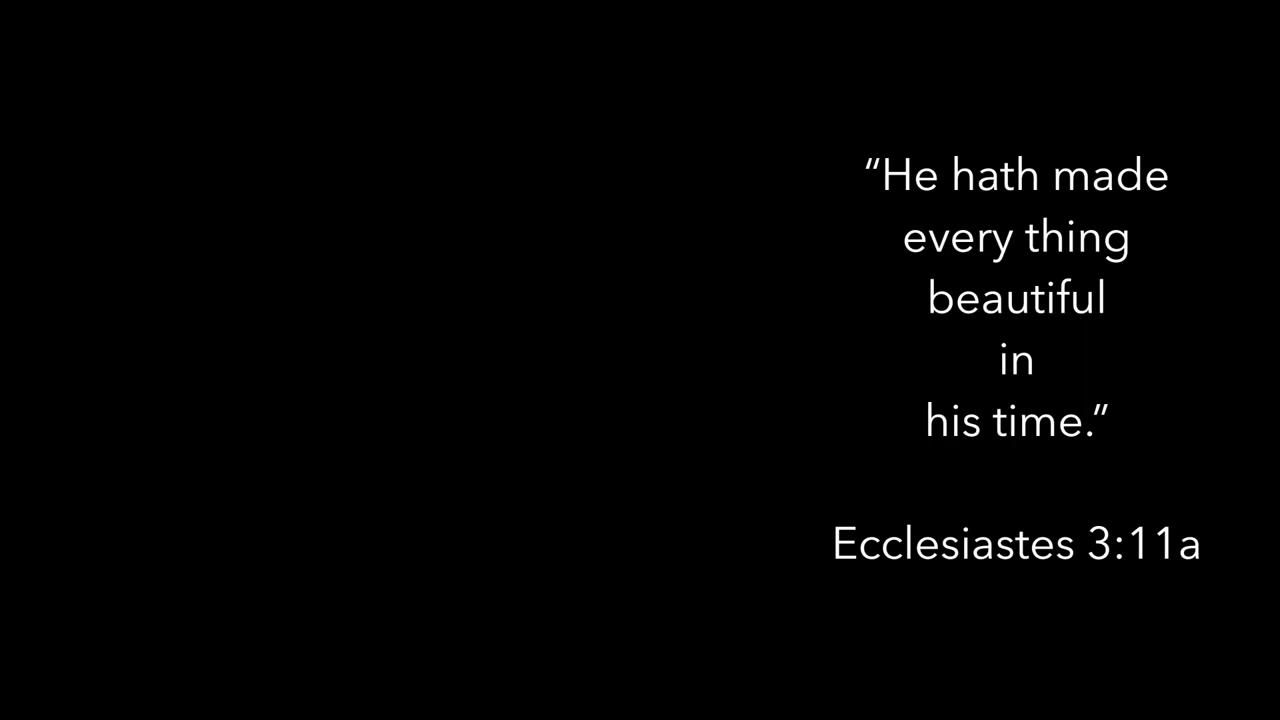 “He hath made
every thing
beautiful
in
his time.”
Ecclesiastes 3:11a